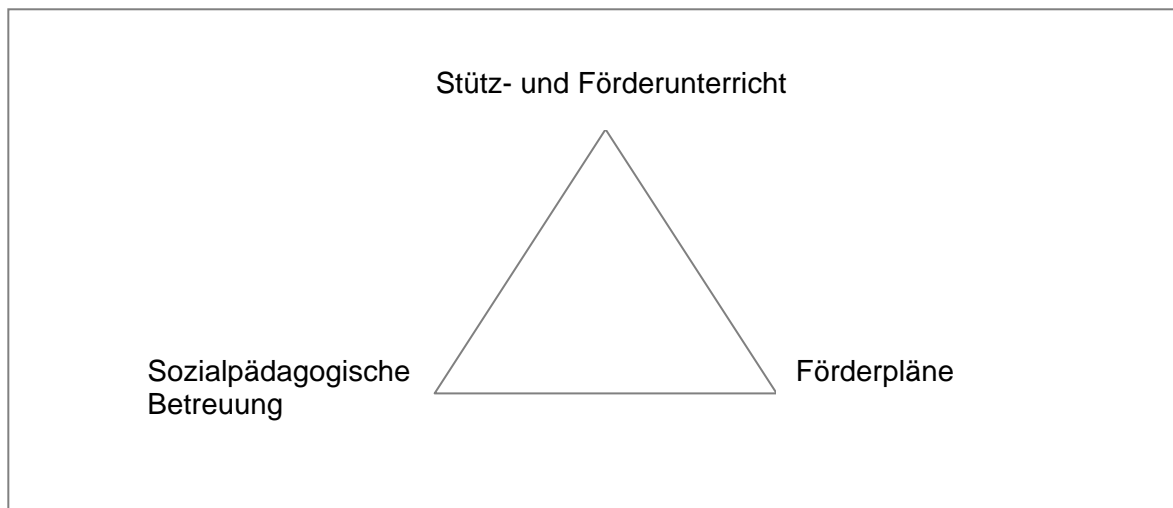 Stütz- und Förderunterricht
Sozialpädagogische
Betreuung
Förderpläne